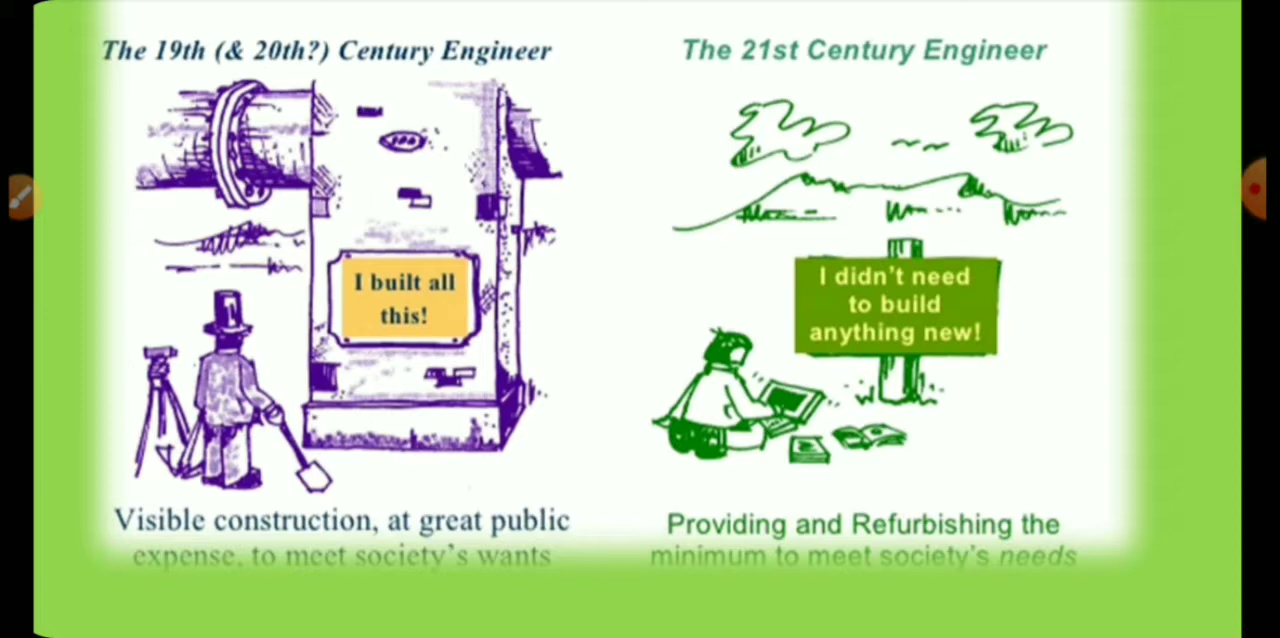 The 19th (& 20th?) Century Engineer
I built all
this!
Visible construction, at great public
expense, to meet society's wants
The 21st Century Engineer
I didn't need
to build
anything new!
Providing and Refurbishing the
minimum to meet society's needs